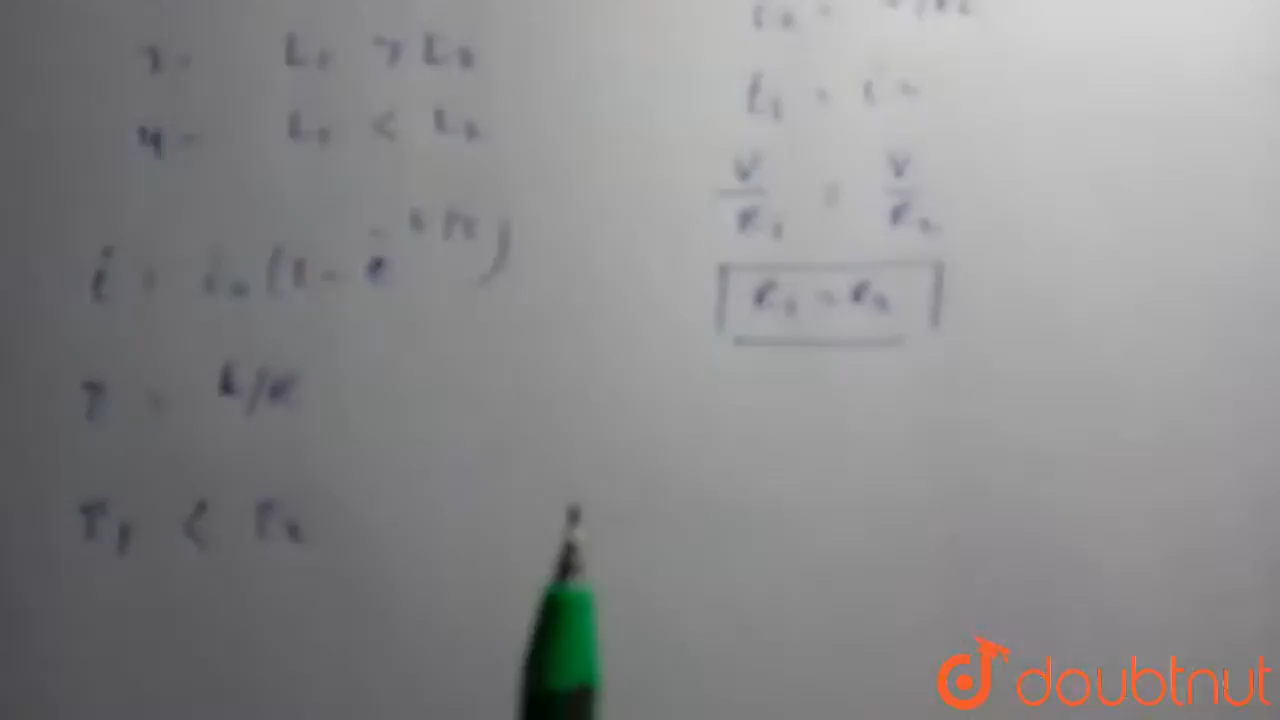 3- L₁ > L₂
4- L₁ < L₂
i = i₀(1 - e^(-t/τ))
τ = L/R
τ₁ < τ₂
i₁ = i₂
V/R₁ = V/R₂
R₁ = R₂
doubtnut